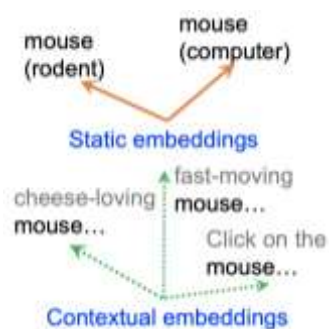 mouse
(rodent)
mouse
(computer)
Static embeddings
cheese-loving
mouse…
fast-moving
mouse…
Click on the
mouse…
Contextual embeddings